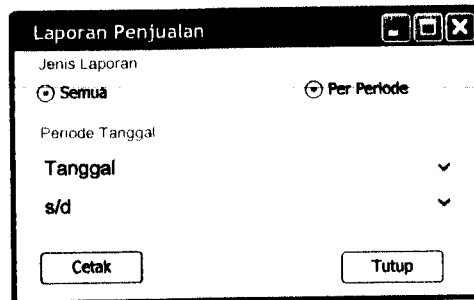 Laporan Penjualan
Jenis Laporan
Semua Per Periode
Periode Tanggal
Tanggal
s/d
Cetak Tutup